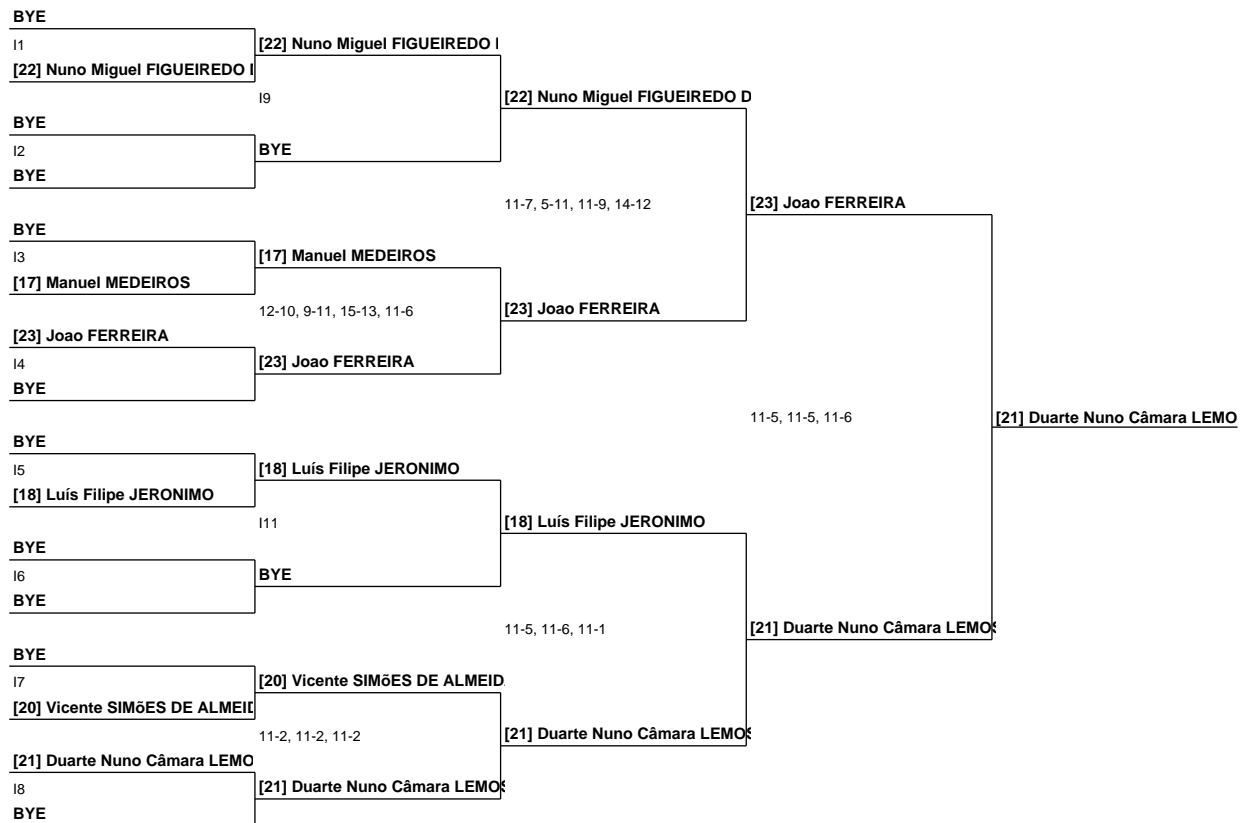 BYE
I1
[22] Nuno Miguel FIGUEIREDO
[22] Nuno Miguel FIGUEIREDO
I9
[22] Nuno Miguel FIGUEIREDO D
BYE
I2
BYE
BYE
11-7, 5-11, 11-9, 14-12
[23] Joao FERREIRA
BYE
I3
[17] Manuel MEDEIROS
[17] Manuel MEDEIROS
12-10, 9-11, 15-13, 11-6
[23] Joao FERREIRA
[23] Joao FERREIRA
I4
[23] Joao FERREIRA
BYE
11-5, 11-5, 11-6
[21] Duarte Nuno Câmara LEMO
BYE
I5
[18] Luís Filipe JERONIMO
[18] Luís Filipe JERONIMO
I11
[18] Luís Filipe JERONIMO
BYE
I6
BYE
BYE
11-5, 11-6, 11-1
[21] Duarte Nuno Câmara LEMOS
BYE
I7
[20] Vicente SIMõES DE ALMEID
[20] Vicente SIMõES DE ALMEID
11-2, 11-2, 11-2
[21] Duarte Nuno Câmara LEMOS
[21] Duarte Nuno Câmara LEMO
I8
[21] Duarte Nuno Câmara LEMOS
BYE